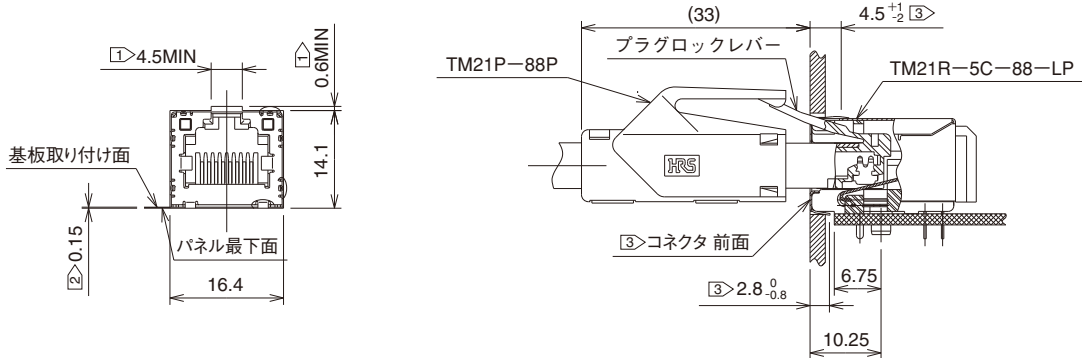 1 4.5MIN
1 0.6MIN
14.1
基板取り付け面
パネル最下面
2 0.15
16.4
(33)
4.5 +1 -2 3
プラグロックレバー
TM21P-88P
TM21R-5C-88-LP
HRS
3 コネクタ 前面
6.75
3 2.8 0 -0.8
10.25